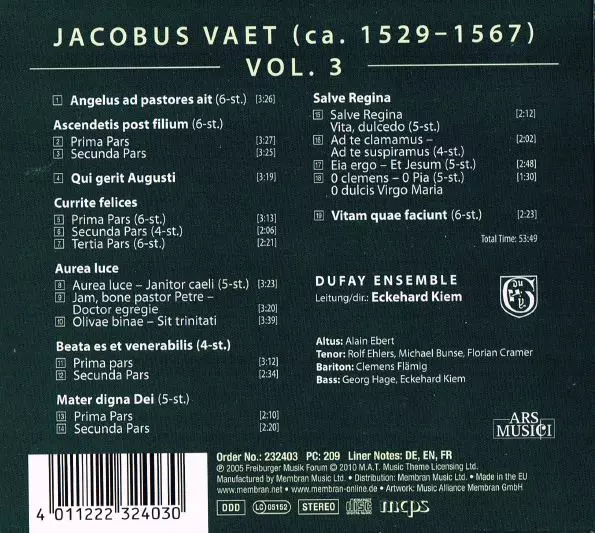 JACOBUS VAET (ca. 1529–1567)
VOL. 3
1 Angelus ad pastores ait (6-st.) [3:26]
Ascendetis post filium (6-st.)
2 Prima Pars [3:27]
3 Secunda Pars [3:25]
4 Qui gerit Augusti [3:19]
Currite felices
5 Prima Pars (6-st.) [3:13]
6 Secunda Pars (4-st.) [2:06]
7 Tertia Pars (6-st.) [2:21]
Aurea luce
8 Aurea luce – Janitor caeli (5-st.) [3:23]
9 Jam, bone pastor Petre –
Doctor egregie [3:20]
10 Olivae binae – Sit trinitati [3:39]
Beata es et venerabilis (4-st.)
11 Prima pars [3:12]
12 Secunda Pars [2:34]
Mater digna Dei (5-st.)
13 Prima Pars [2:10]
14 Secunda Pars [2:20]
Salve Regina
15 Salve Regina [2:12]
Vita, dulcedo (5-st.)
16 Ad te clamamus – [2:02]
Ad te suspiramus (4-st.)
17 Eia ergo – Et Jesum (5-st.) [2:48]
18 O clemens – O Pia (5-st.) [1:30]
O dulcis Virgo Maria
19 Vitam quae faciunt (6-st.) [2:23]
Total Time: 53:49
DUFAY ENSEMBLE
Leitung/dir.: Eckehard Kiem
Altus: Alain Ebert
Tenor: Rolf Ehlers, Michael Bunse, Florian Cramer
Bariton: Clemens Flämig
Bass: Georg Hage, Eckehard Kiem
ARS
MUSICI
Order No.: 232403 PC: 209 Liner Notes: DE, EN, FR
℗ 2005 Freiburger Musik Forum © 2010 M.A.T. Music Theme Licensing Ltd.
Manufactured by Membran Music Ltd. • Distribution: Membran Music Ltd. • Made in the EU
www.membran.net • www.membran-online.de • Artwork: Music Alliance Membran GmbH
DDD LC 05152 STEREO COMPACT disc DIGITAL AUDIO mcps
4 011222 324030